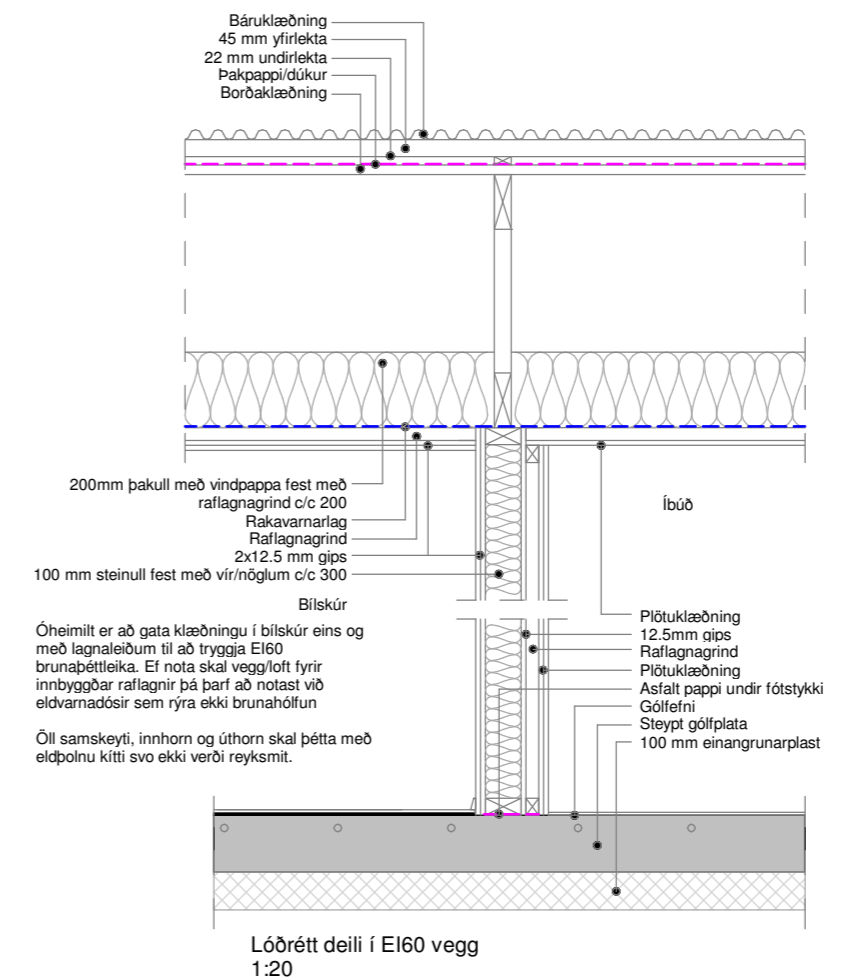 Báruklæðning
45 mm yfirlekta
22 mm undirlekta
Þakpappi/dúkur
Borðaklæðning
200mm þakull með vindpappa fest með
raflagnagrind c/c 200
Rakavarnarlag
Raflagnagrind
2x12.5 mm gips
100 mm steinull fest með vír/nöglum c/c 300
Bílskúr
Íbúð
Óheimilt er að gata klæðningu í bílskúr eins og
með lagnaleiðum til að tryggja EI60
brunaþéttleika. Ef nota skal vegg/loft fyrir
innbyggðar raflagnir þá þarf að notast við
eldvarnadósir sem rýra ekki brunahólfun
Öll samskeyti, innhorn og úthorn skal þétta með
eldþolnu kítti svo ekki verði reyksmit.
Plötuklæðning
12.5mm gips
Raflagnagrind
Plötuklæðning
Asfalt pappi undir fótstykki
Gólfefni
Steypt gólfplata
100 mm einangrunarplast
Lóðrétt deili í EI60 vegg
1:20